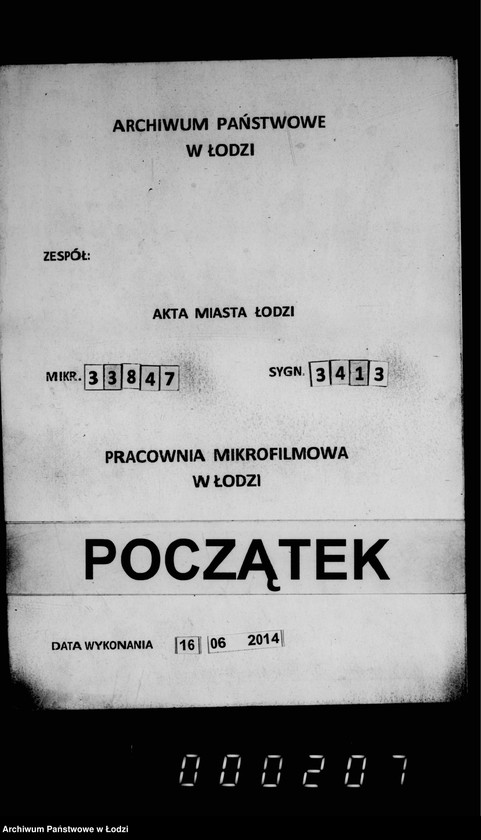 ARCHIWUM PAŃSTWOWE
W ŁODZI
ZESPÓŁ:
AKTA MIASTA ŁODZI
MIKR. 33847 SYGN. 3413
PRACOWNIA MIKROFILMOWA
W ŁODZI
POCZĄTEK
DATA WYKONANIA 16 06 2014
000207
Archiwum Państwowe w Łodzi